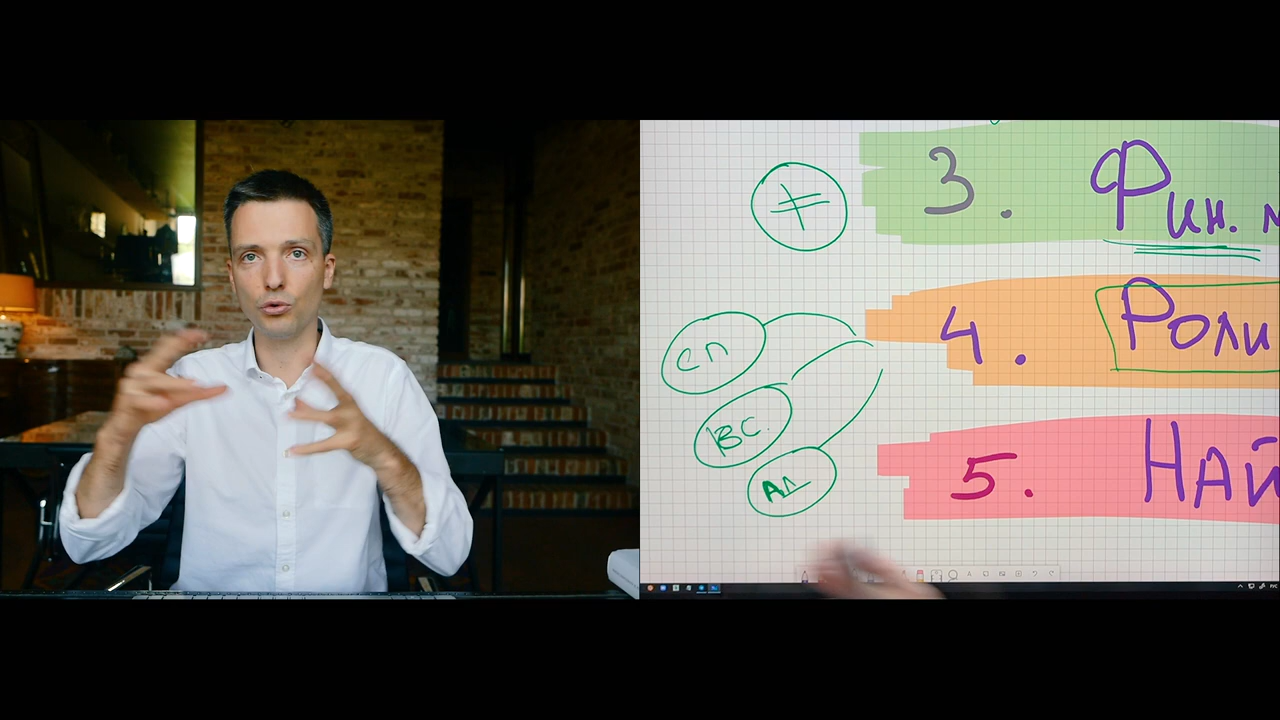 3. Фин. м
4. Роли
СП
ВС.
АД
5. Най